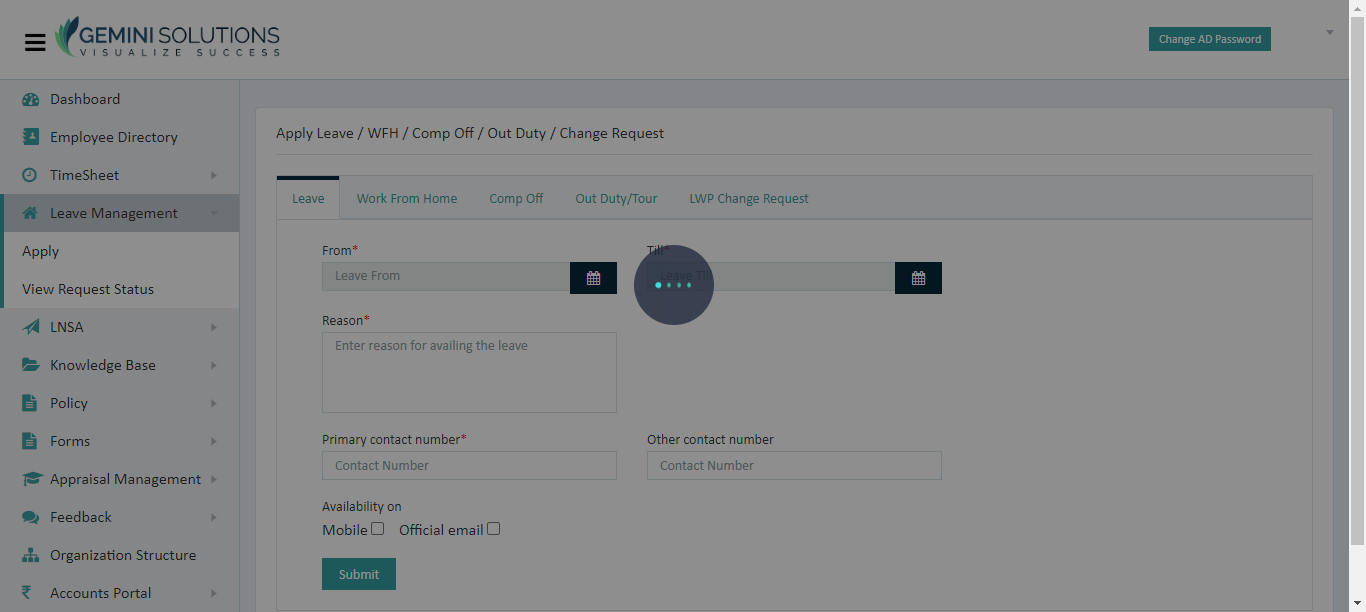 GEMINI SOLUTIONS
VISUALIZE SUCCESS
Change AD Password
Dashboard
Employee Directory
TimeSheet
Leave Management
Apply
View Request Status
LNSA
Knowledge Base
Policy
Forms
Appraisal Management
Feedback
Organization Structure
Accounts Portal
Apply Leave / WFH / Comp Off / Out Duty / Change Request
Leave Work From Home Comp Off Out Duty/Tour LWP Change Request
From* Till*
Leave From Leave Till
Reason*
Enter reason for availing the leave
Primary contact number* Other contact number
Contact Number Contact Number
Availability on
Mobile Official email
Submit